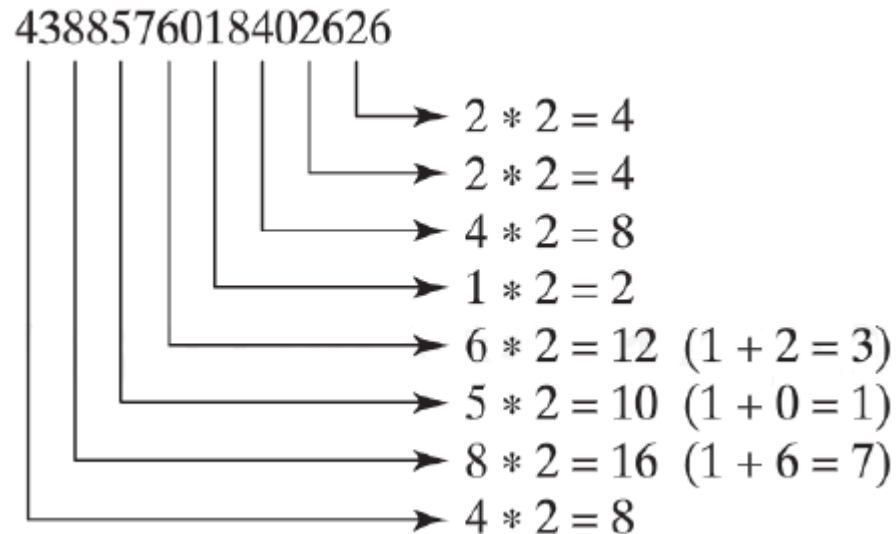 4388576018402626
2 * 2 = 4
2 * 2 = 4
4 * 2 = 8
1 * 2 = 2
6 * 2 = 12 (1 + 2 = 3)
5 * 2 = 10 (1 + 0 = 1)
8 * 2 = 16 (1 + 6 = 7)
4 * 2 = 8